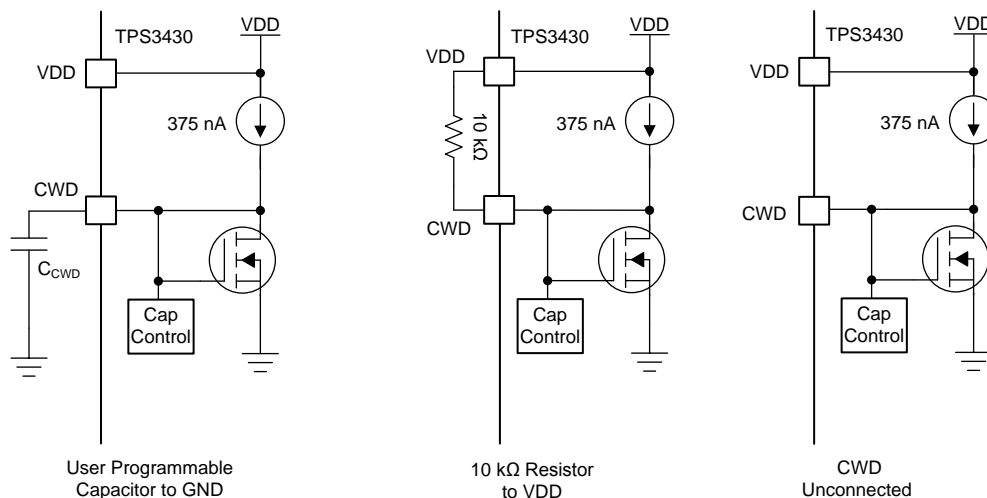 TPS3430
VDD
VDD
375 nA
CWD
C_CWD
Cap
Control
User Programmable
Capacitor to GND
TPS3430
VDD
VDD
10 kΩ
375 nA
CWD
Cap
Control
10 kΩ Resistor
to VDD
TPS3430
VDD
VDD
375 nA
CWD
Cap
Control
CWD
Unconnected